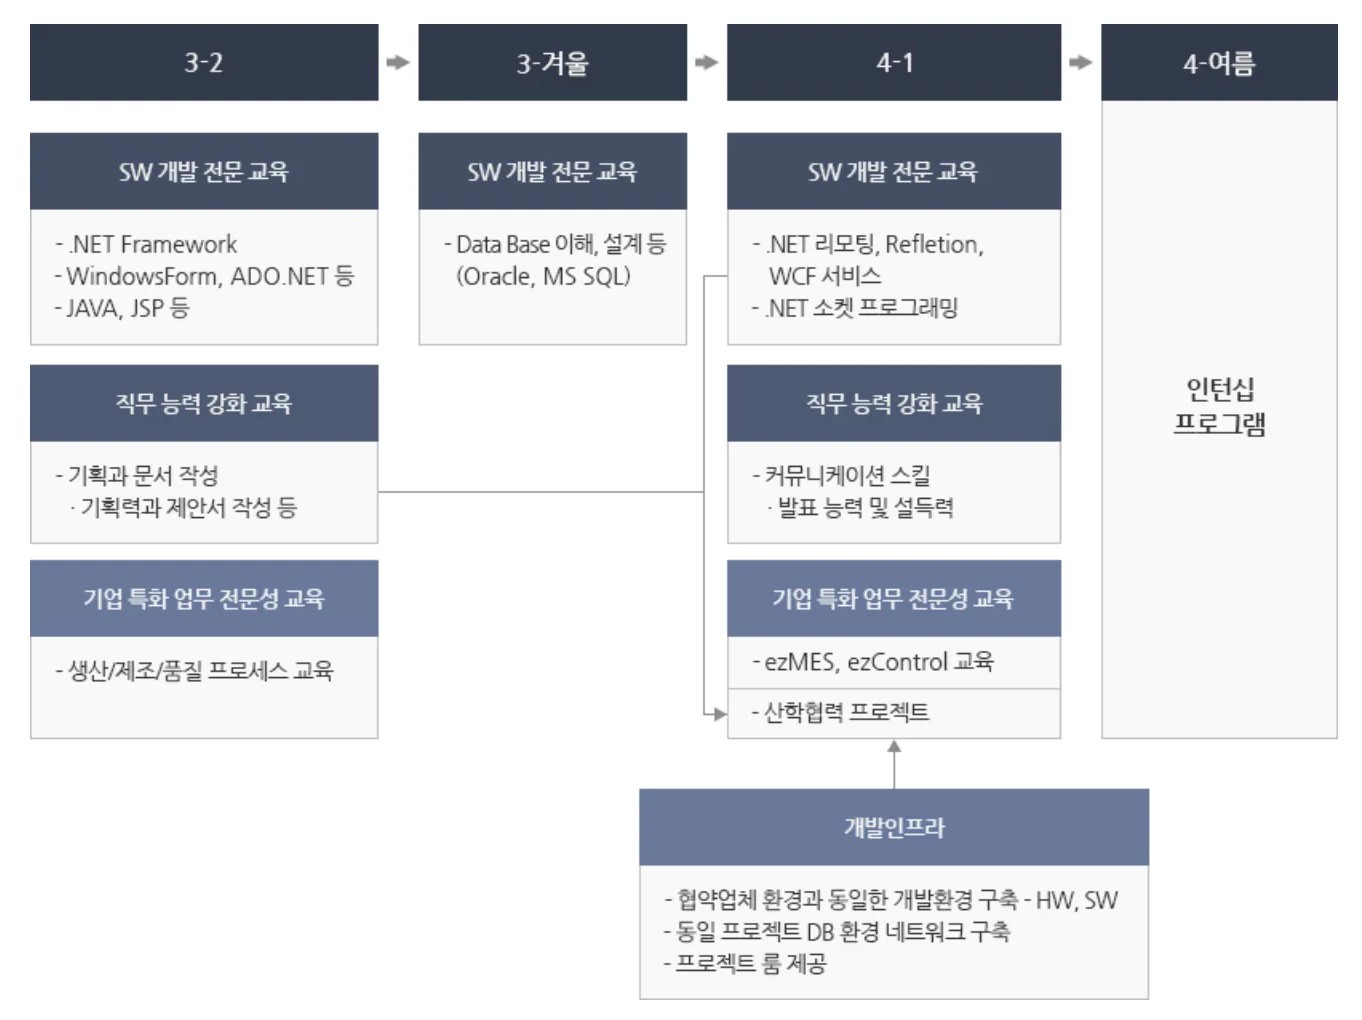 3-2
3-겨울
4-1
4-여름
SW 개발 전문 교육
- .NET Framework
- WindowsForm, ADO.NET 등
- JAVA, JSP 등
직무 능력 강화 교육
- 기획과 문서 작성
· 기획력과 제안서 작성 등
기업 특화 업무 전문성 교육
- 생산/제조/품질 프로세스 교육
SW 개발 전문 교육
- Data Base 이해, 설계 등
(Oracle, MS SQL)
SW 개발 전문 교육
- .NET 리모팅, Refletion,
WCF 서비스
- .NET 소켓 프로그래밍
직무 능력 강화 교육
- 커뮤니케이션 스킬
· 발표 능력 및 설득력
기업 특화 업무 전문성 교육
- ezMES, ezControl 교육
- 산학협력 프로젝트
인턴십
프로그램
개발인프라
- 협약업체 환경과 동일한 개발환경 구축 - HW, SW
- 동일 프로젝트 DB 환경 네트워크 구축
- 프로젝트 룸 제공